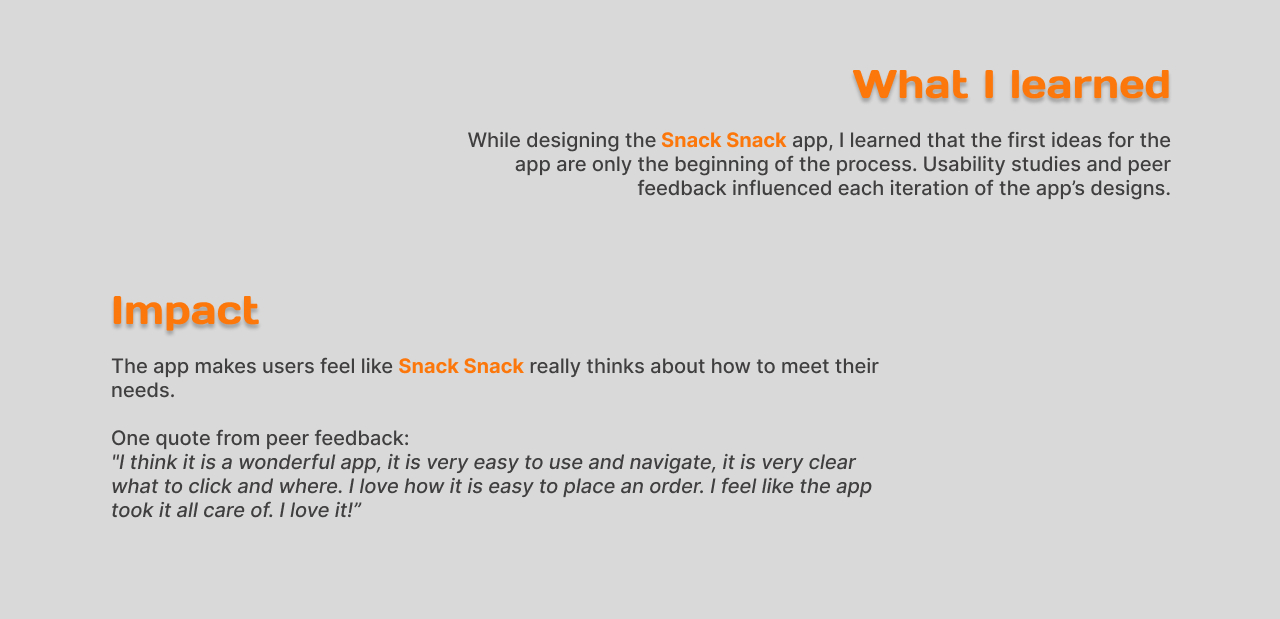 What I learned
While designing the Snack Snack app, I learned that the first ideas for the
app are only the beginning of the process. Usability studies and peer
feedback influenced each iteration of the app’s designs.
Impact
The app makes users feel like Snack Snack really thinks about how to meet their
needs.
One quote from peer feedback:
"I think it is a wonderful app, it is very easy to use and navigate, it is very clear
what to click and where. I love how it is easy to place an order. I feel like the app
took it all care of. I love it!”